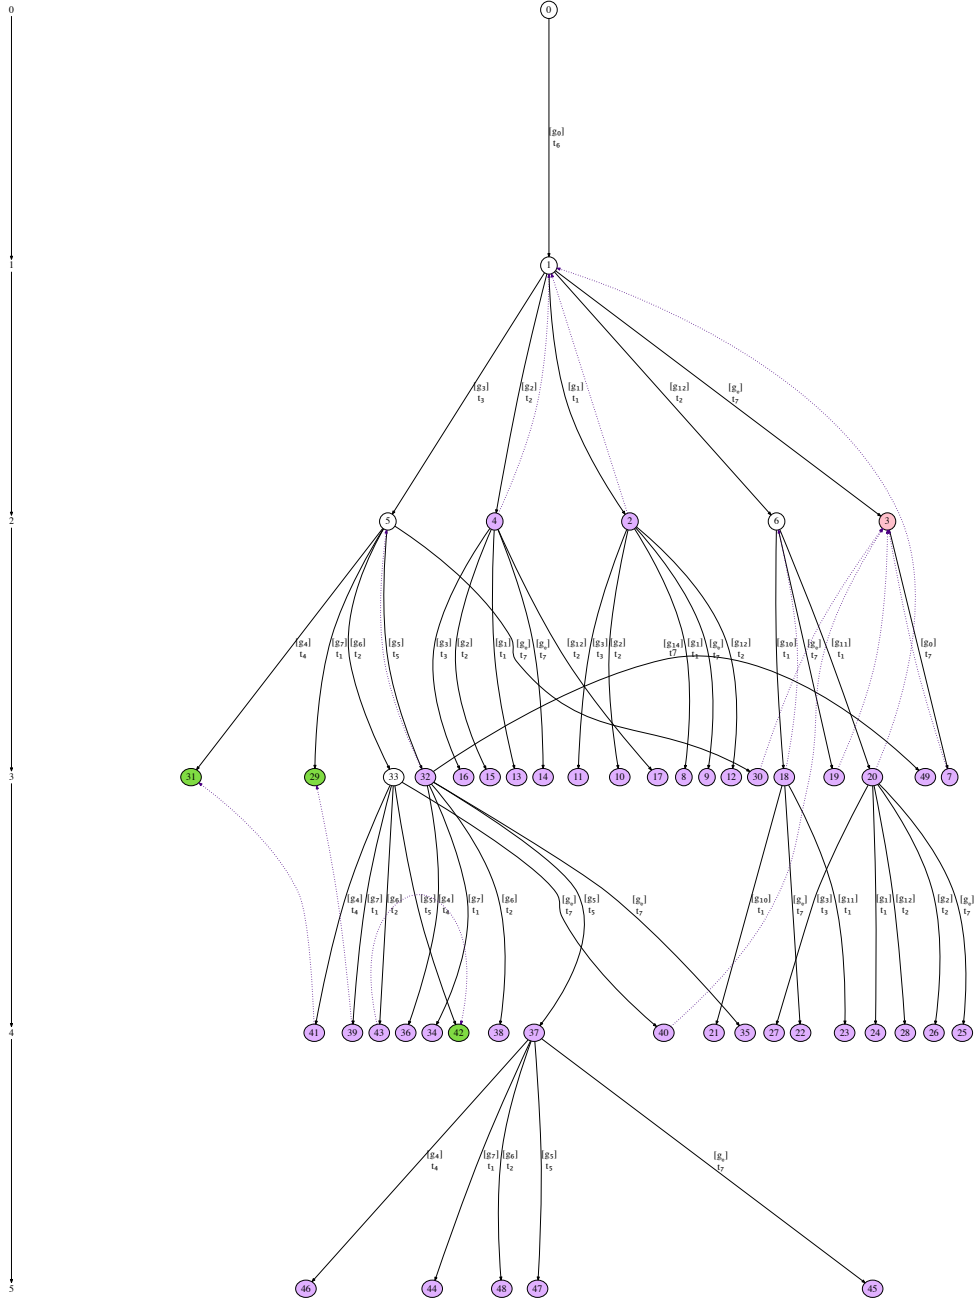 0 0
[g₀]
t₆
1 1
[g₃] [g₂] [g₁] [g₁₂]
t₃ t₂ t₁ t₂ t₇
2 5 4 2 6 3
[g₄] [g₇] [g₆] [g₅] [g₃] [g₂] [g₁] [g₁₂] [g₃] [g₂] [g₁₄] [g₁] [g₁₂] [g₁₀] [g₁₁] [g₀]
t₄ t₁ t₂ t₅ t₃ t₂ t₁ t₇ t₇ t₂ t₃ t₂ t7 t₁ t₇ t₂ t₁ t₇ t₁ t₇
3 31 29 33 32 16 15 13 14 11 10 17 8 9 12 30 18 19 20 49 7
[g₄] [g₇] [g₆] [g₅] [g₄] [g₇] [g₆] [g₅] [g₁₀] [g₃] [g₁₁] [g₁] [g₁₂] [g₂]
t₄ t₁ t₂ t₅ t₄ t₁ t₂ t₇ t₅ t₇ t₁ t₇ t₃ t₁ t₁ t₂ t₂ t₇
4 41 39 43 36 34 42 38 37 40 21 35 27 22 23 24 28 26 25
[g₄] [g₇] [g₆] [g₅]
t₄ t₁ t₂ t₅ t₇
5 46 44 48 47 45